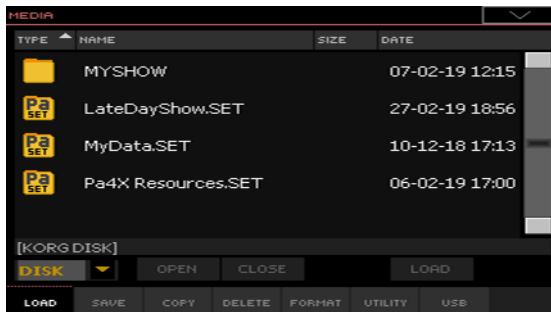 MEDIA
TYPE NAME SIZE DATE
MYSHOW 07-02-19 12:15
Pa SET LateDayShow.SET 27-02-19 18:56
Pa SET MyData.SET 10-12-18 17:13
Pa SET Pa4X Resources.SET 06-02-19 17:00
[KORG DISK]
DISK OPEN CLOSE LOAD
LOAD SAVE COPY DELETE FORMAT UTILITY USB